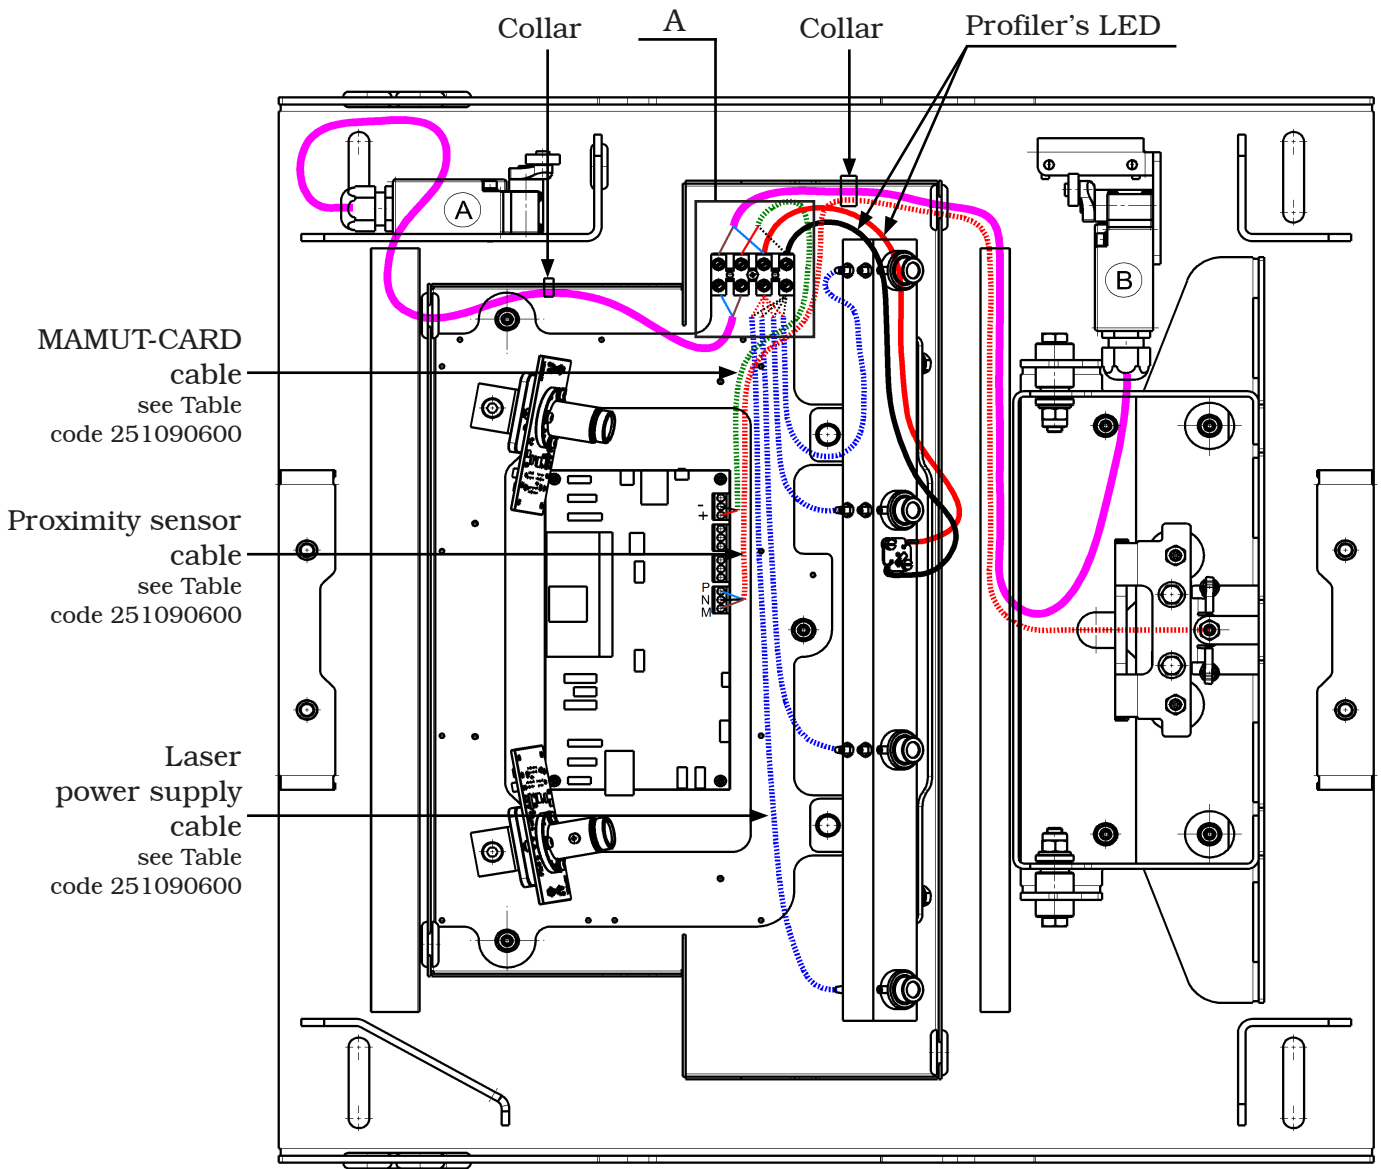 Collar
A
Collar
Profiler's LED
A
B
MAMUT-CARD
cable
see Table
code 251090600
Proximity sensor
cable
see Table
code 251090600
-
+
P
N
M
Laser
power supply
cable
see Table
code 251090600